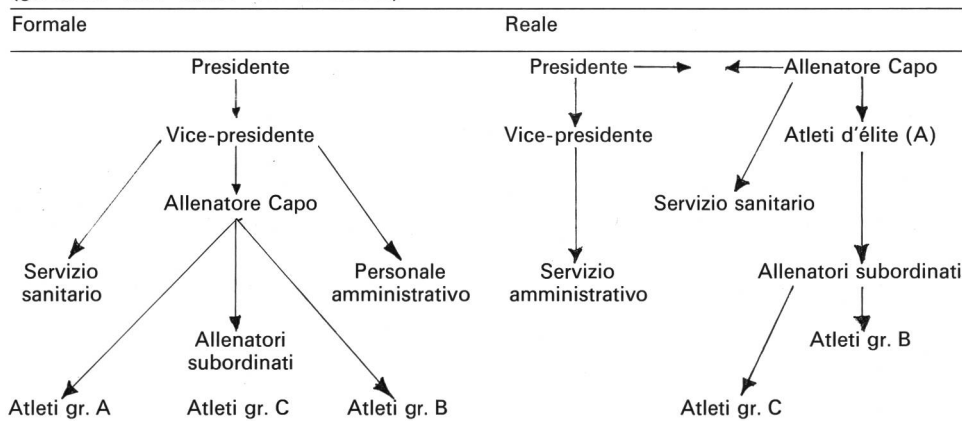 Formale
Reale
Presidente
Vice-presidente
Allenatore Capo
Servizio
sanitario
Personale
amministrativo
Allenatori
subordinati
Atleti gr. A
Atleti gr. C
Atleti gr. B
Presidente
Allenatore Capo
Vice-presidente
Atleti d'élite (A)
Servizio sanitario
Servizio
amministrativo
Allenatori subordinati
Atleti gr. B
Atleti gr. C